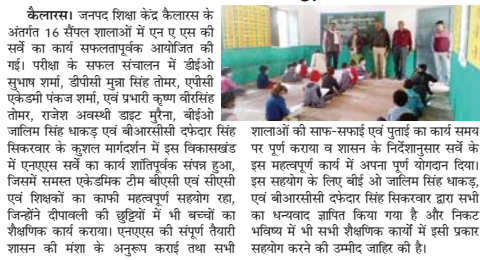 कैलारस। जनपद शिक्षा केंद्र कैलारस के
अंतर्गत 16 सैंपल शालाओं में एन ए एस की
सर्वे का कार्य सफलतापूर्वक आयोजित की
गई। परीक्षा के सफल संचालन में डीईओ
सुभाष शर्मा, डीपीसी मुन्ना सिंह तोमर, एपीसी
एकेडमी पंकज शर्मा, एवं प्रभारी कृष्ण वीरसिंह
तोमर, राजेश अवस्थी डाइट मुरैना, बीईओ
जालिम सिंह धाकड़ एवं बीआरसीसी दफेदार सिंह
सिकरवार के कुशल मार्गदर्शन में इस विकासखंड
में एनएएस सर्वे का कार्य शांतिपूर्वक संपन्न हुआ,
जिसमें समस्त एकेडमिक टीम बीएसी एवं सीएसी
एवं शिक्षकों का काफी महत्वपूर्ण सहयोग रहा,
जिन्होंने दीपावली की छुट्टियों में भी बच्चों का
शैक्षणिक कार्य कराया। एनएएस की संपूर्ण तैयारी
शासन की मंशा के अनुरूप कराई तथा सभी
शालाओं की साफ-सफाई एवं पुताई का कार्य समय
पर पूर्ण कराया व शासन के निर्देशानुसार सर्वे के
इस महत्वपूर्ण कार्य में अपना पूर्ण योगदान दिया।
इस सहयोग के लिए बीई ओ जालिम सिंह धाकड़,
एवं बीआरसीसी दफेदार सिंह सिकरवार द्वारा सभी
का धन्यवाद ज्ञापित किया गया है और निकट
भविष्य में भी सभी शैक्षणिक कार्यों में इसी प्रकार
सहयोग करने की उम्मीद जाहिर की है।